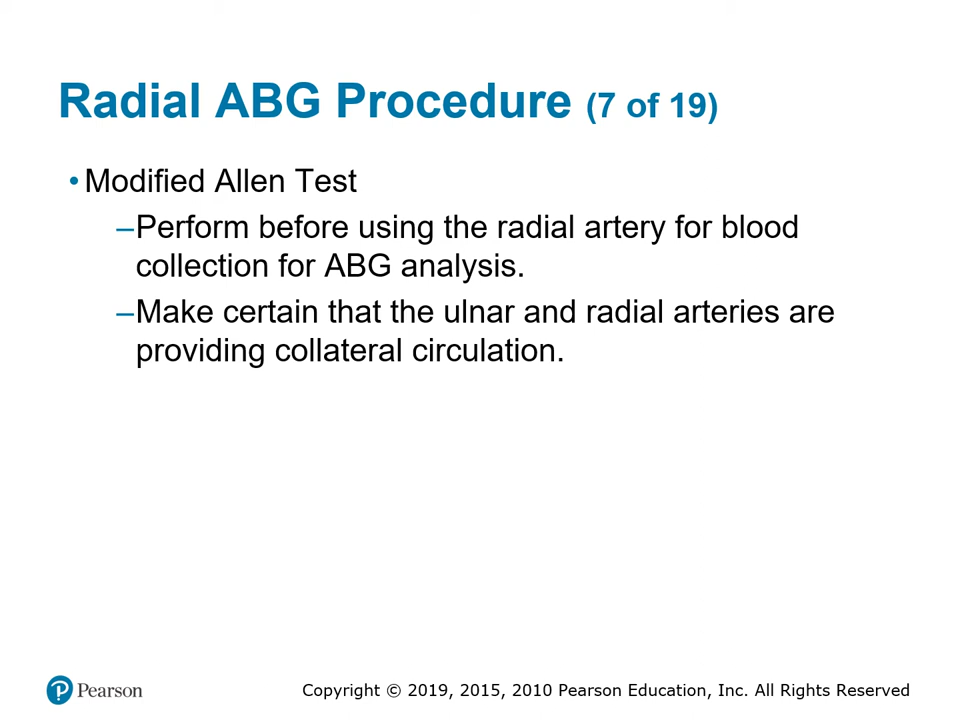 Radial ABG Procedure (7 of 19)
• Modified Allen Test
–Perform before using the radial artery for blood
collection for ABG analysis.
–Make certain that the ulnar and radial arteries are
providing collateral circulation.
Pearson
Copyright © 2019, 2015, 2010 Pearson Education, Inc. All Rights Reserved